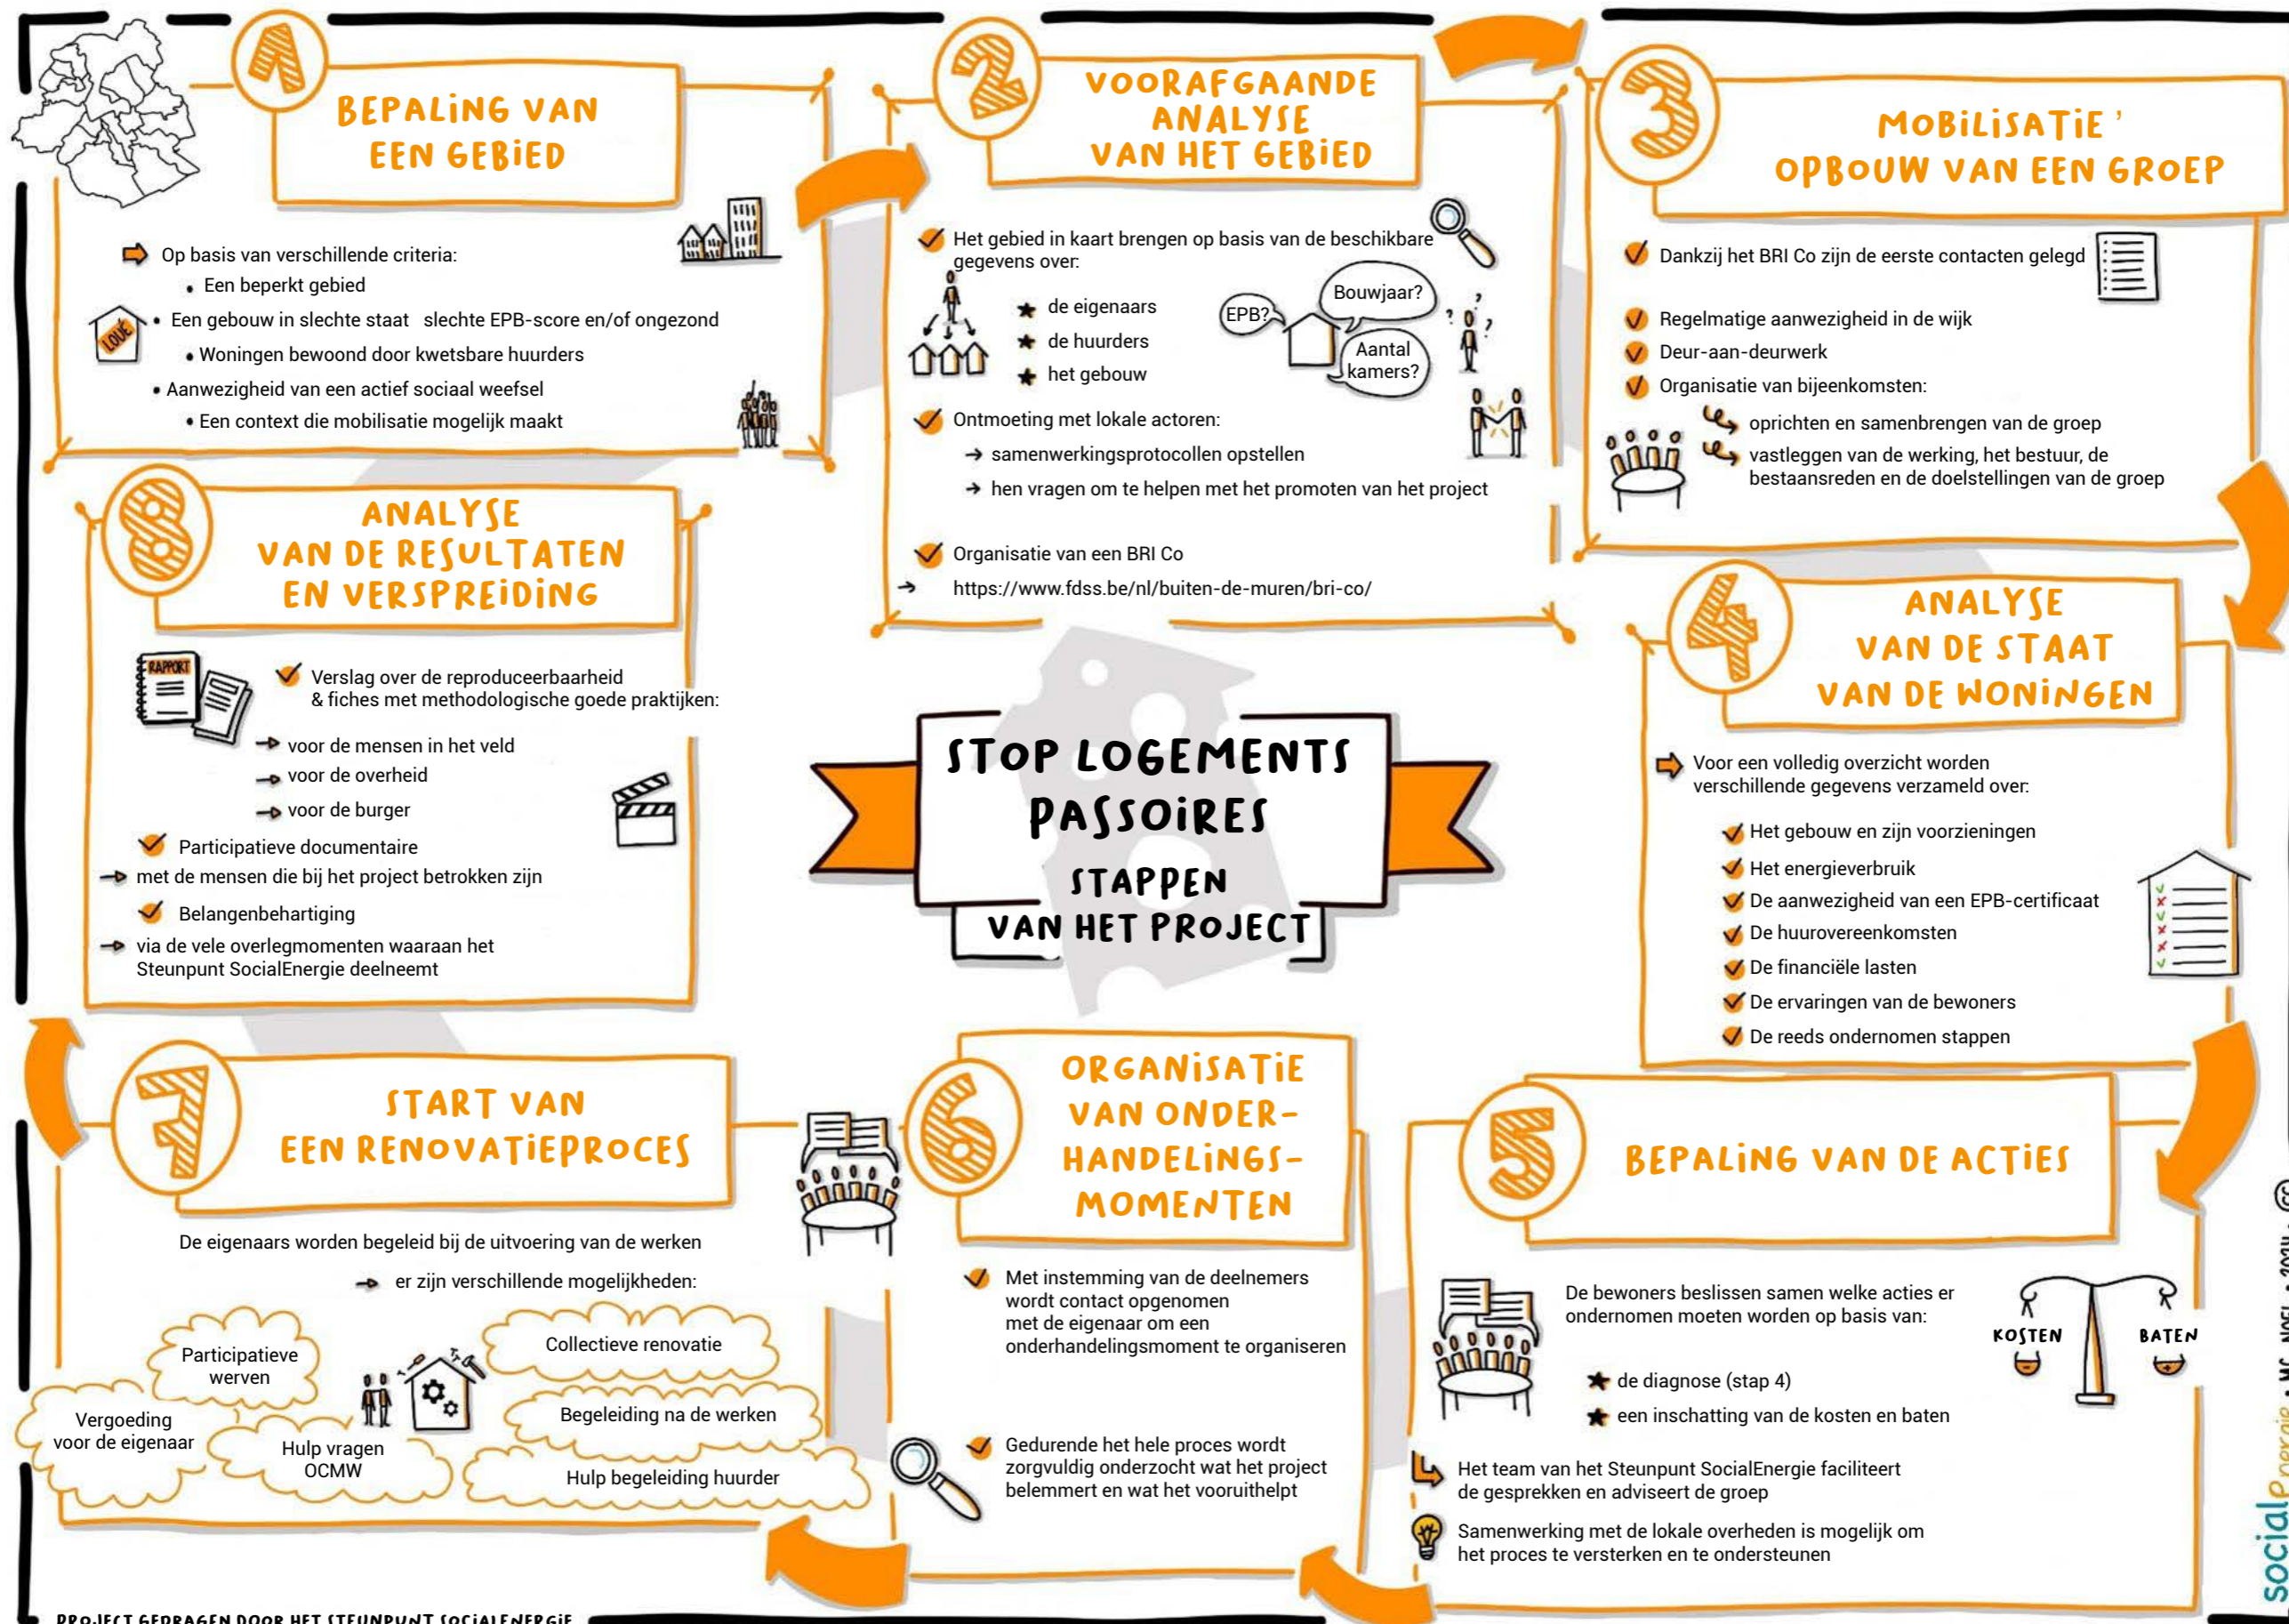 1
BEPALING VAN
EEN GEBIED
Op basis van verschillende criteria:
• Een beperkt gebied
• Een gebouw in slechte staat slechte EPB-score en/of ongezond
• Woningen bewoond door kwetsbare huurders
• Aanwezigheid van een actief sociaal weefsel
• Een context die mobilisatie mogelijk maakt
LOUÉ
2
VOORAFGAANDE
ANALYSE
VAN HET GEBIED
Het gebied in kaart brengen op basis van de beschikbare
gegevens over:
de eigenaars
de huurders
het gebouw
EPB?
Bouwjaar?
Aantal
kamers?
? ? ?
Ontmoeting met lokale actoren:
→ samenwerkingsprotocollen opstellen
→ hen vragen om te helpen met het promoten van het project
Organisatie van een BRI Co
→ https://www.fdss.be/nl/buiten-de-muren/bri-co/
3
MOBILISATIE '
OPBOUW VAN EEN GROEP
Dankzij het BRI Co zijn de eerste contacten gelegd
Regelmatige aanwezigheid in de wijk
Deur-aan-deurwerk
Organisatie van bijeenkomsten:
oprichten en samenbrengen van de groep
vastleggen van de werking, het bestuur, de
bestaansreden en de doelstellingen van de groep
4
ANALYSE
VAN DE STAAT
VAN DE WONINGEN
Voor een volledig overzicht worden
verschillende gegevens verzameld over:
Het gebouw en zijn voorzieningen
Het energieverbruik
De aanwezigheid van een EPB-certificaat
De huurovereenkomsten
De financiële lasten
De ervaringen van de bewoners
De reeds ondernomen stappen
STOP LOGEMENTS
PASSOIRES
STAPPEN
VAN HET PROJECT
5
BEPALING VAN DE ACTIES
De bewoners beslissen samen welke acties er
ondernomen moeten worden op basis van:
de diagnose (stap 4)
een inschatting van de kosten en baten
KOSTEN
BATEN
Het team van het Steunpunt SocialEnergie faciliteert
de gesprekken en adviseert de groep
Samenwerking met de lokale overheden is mogelijk om
het proces te versterken en te ondersteunen
6
ORGANISATIE
VAN ONDER-
HANDELINGS-
MOMENTEN
Met instemming van de deelnemers
wordt contact opgenomen
met de eigenaar om een
onderhandelingsmoment te organiseren
Gedurende het hele proces wordt
zorgvuldig onderzocht wat het project
belemmert en wat het vooruithelpt
7
START VAN
EEN RENOVATIEPROCES
De eigenaars worden begeleid bij de uitvoering van de werken
er zijn verschillende mogelijkheden:
Participatieve
werven
Collectieve renovatie
Vergoeding
voor de eigenaar
Hulp vragen
OCMW
Begeleiding na de werken
Hulp begeleiding huurder
8
ANALYSE
VAN DE RESULTATEN
EN VERSPREIDING
RAPPORT
Verslag over de reproduceerbaarheid
& fiches met methodologische goede praktijken:
voor de mensen in het veld
voor de overheid
voor de burger
Participatieve documentaire
met de mensen die bij het project betrokken zijn
Belangenbehartiging
via de vele overlegmomenten waaraan het
Steunpunt SocialEnergie deelneemt
PROJECT GEDRAGEN DOOR HET STEUNPUNT SOCIALENERGIE
socialenergie